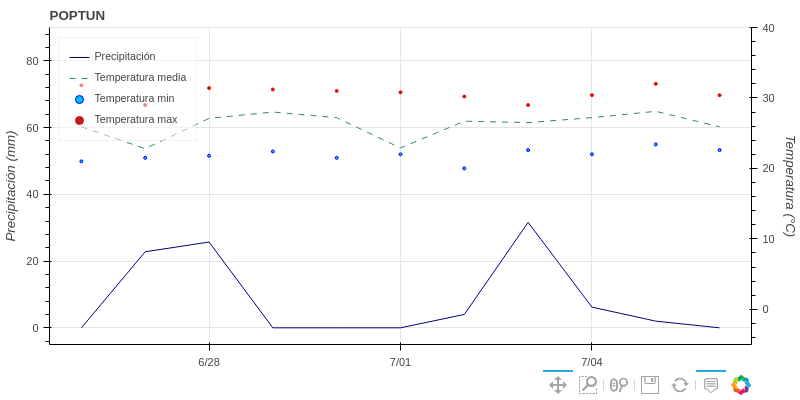 POPTUN
Precipitación
Temperatura media
Temperatura min
Temperatura max
Precipitación (mm)
80
60
40
20
0
40
30
20
10
0
Temperatura (°C)
6/28
7/01
7/04